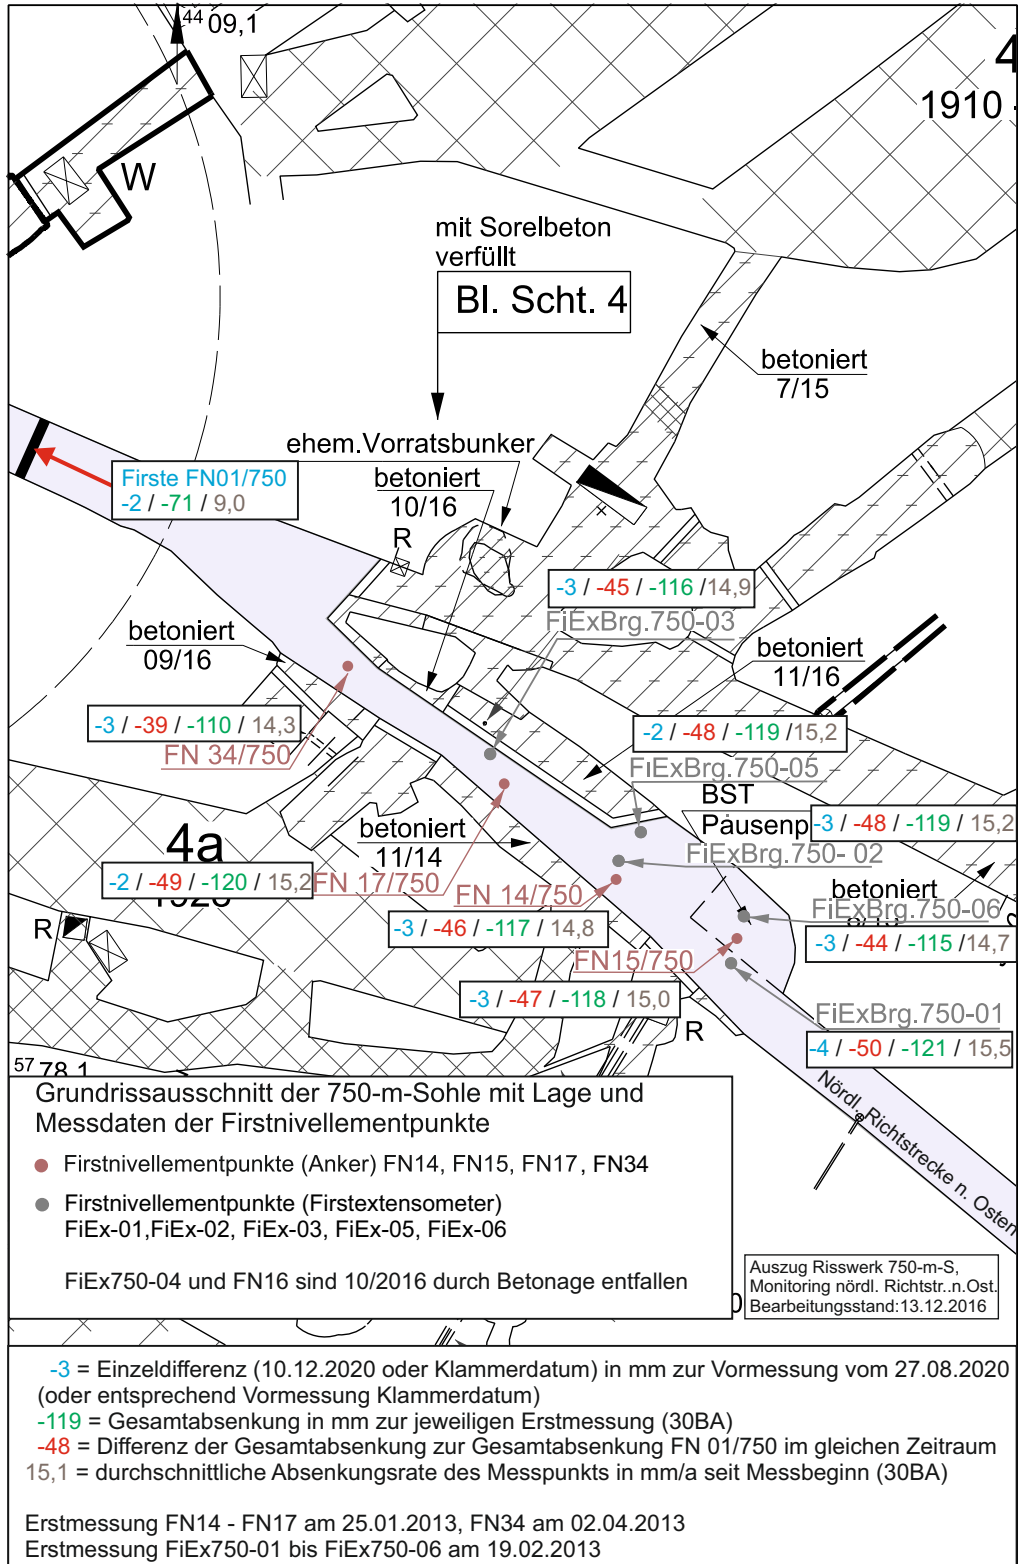 44 09,1
4
1910 -
W
mit Sorelbeton
verfüllt
Bl. Scht. 4
betoniert
7/15
ehem.Vorratsbunker
betoniert
10/16
R
Firste FN01/750
-2 / -71 / 9,0
-3 / -45 / -116 /14,9
FiExBrg.750-03
betoniert
09/16
betoniert
11/16
-3 / -39 / -110 / 14,3
FN 34/750
-2 / -48 / -119 /15,2
FiExBrg.750-05
BST
Pausenp
-3 / -48 / -119 / 15,2
FiExBrg.750- 02
4a
betoniert
11/14
-2 / -49 / -120 / 15,2
FN 17/750
FN 14/750
betoniert
FiExBrg.750-06
R
-3 / -46 / -117 / 14,8
-3 / -44 / -115 /14,7
FN15/750
-3 / -47 / -118 / 15,0
FiExBrg.750-01
R
-4 / -50 / -121 / 15,5
57 78,1
Nördl. Richtstrecke n. Osten
Grundrissausschnitt der 750-m-Sohle mit Lage und
Messdaten der Firstnivellementpunkte
Firstnivellementpunkte (Anker) FN14, FN15, FN17, FN34
Firstnivellementpunkte (Firstextensometer)
FiEx-01,FiEx-02, FiEx-03, FiEx-05, FiEx-06
FiEx750-04 und FN16 sind 10/2016 durch Betonage entfallen
Auszug Risswerk 750-m-S,
Monitoring nördl. Richtstr..n.Ost.
Bearbeitungsstand:13.12.2016
-3 = Einzeldifferenz (10.12.2020 oder Klammerdatum) in mm zur Vormessung vom 27.08.2020
(oder entsprechend Vormessung Klammerdatum)
-119 = Gesamtabsenkung in mm zur jeweiligen Erstmessung (30BA)
-48 = Differenz der Gesamtabsenkung zur Gesamtabsenkung FN 01/750 im gleichen Zeitraum
15,1 = durchschnittliche Absenkungsrate des Messpunkts in mm/a seit Messbeginn (30BA)
Erstmessung FN14 - FN17 am 25.01.2013, FN34 am 02.04.2013
Erstmessung FiEx750-01 bis FiEx750-06 am 19.02.2013